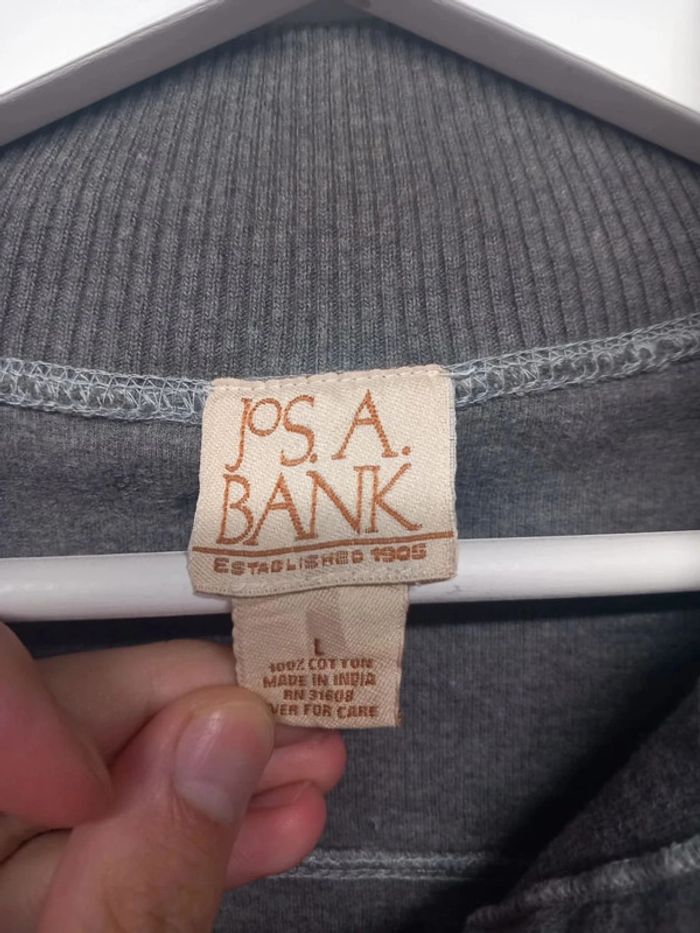 JOS. A.
BANK
ESTABLISHED 1905
L
100% COTTON
MADE IN INDIA
RN 31608
VER FOR CARE